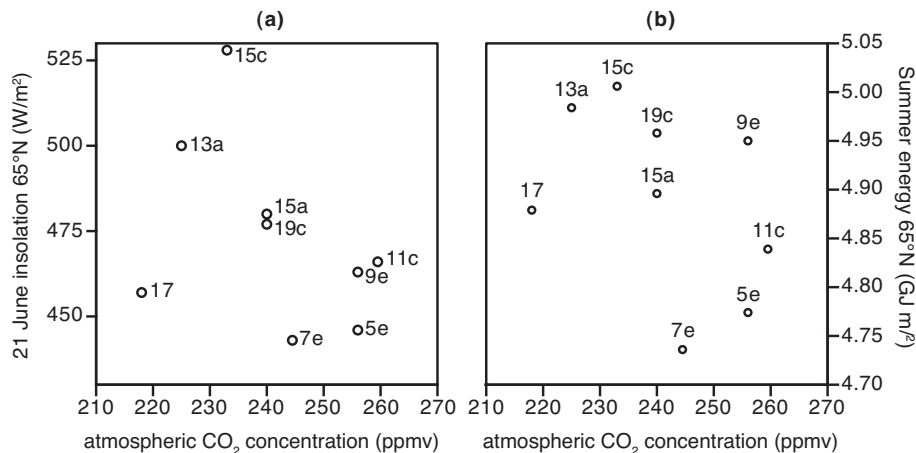 (a)
21 June insolation 65°N (W/m²)
525
500
475
450
15c
13a
15a
19c
11c
9e
17
7e
5e
210 220 230 240 250 260 270
atmospheric CO₂ concentration (ppmv)
(b)
15c
13a
19c
9e
15a
17
11c
5e
7e
5.05
5.00
4.95
4.90
4.85
4.80
4.75
4.70
Summer energy 65°N (GJ m/²)
210 220 230 240 250 260 270
atmospheric CO₂ concentration (ppmv)